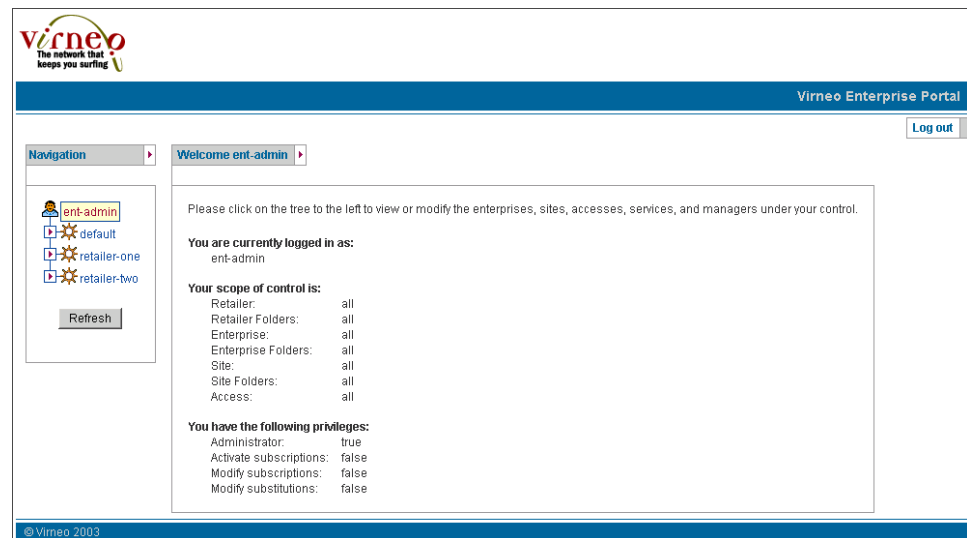 Virneo
The network that
keeps you surfing
Virneo Enterprise Portal
Log out
Navigation
Welcome ent-admin
ent-admin
default
retailer-one
retailer-two
Refresh
Please click on the tree to the left to view or modify the enterprises, sites, accesses, services, and managers under your control.
You are currently logged in as:
ent-admin
Your scope of control is:
Retailer: all
Retailer Folders: all
Enterprise: all
Enterprise Folders: all
Site: all
Site Folders: all
Access: all
You have the following privileges:
Administrator: true
Activate subscriptions: false
Modify subscriptions: false
Modify substitutions: false
© Virneo 2003